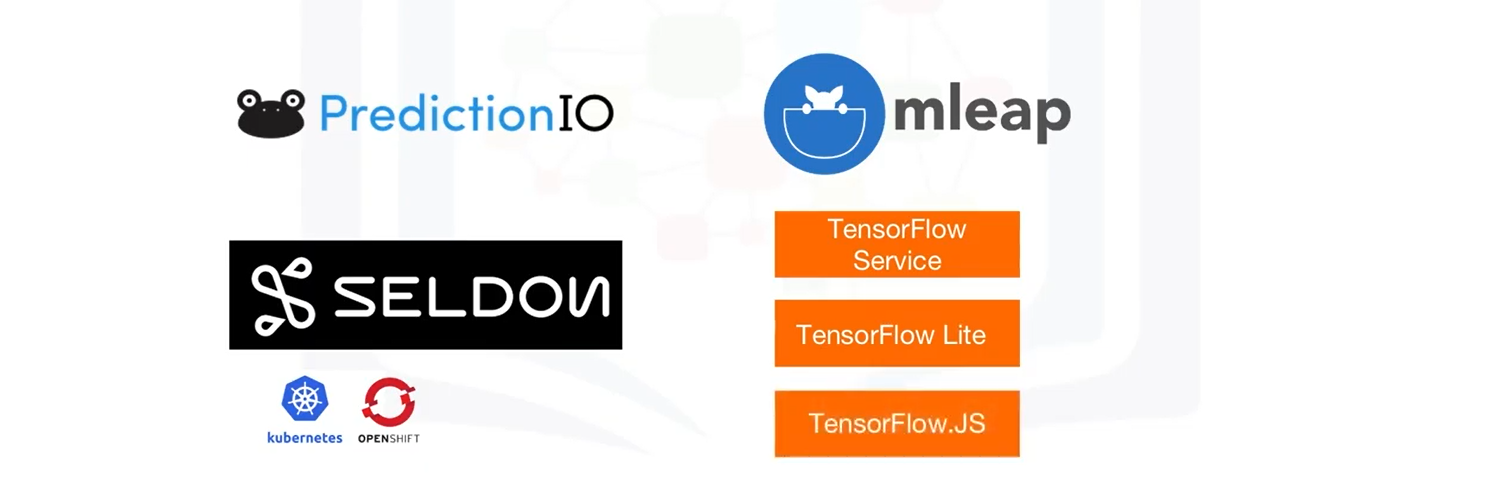 PredictionIO
mleap
SELDON
kubernetes
OPENSHIFT
TensorFlow
Service
TensorFlow Lite
TensorFlow.JS